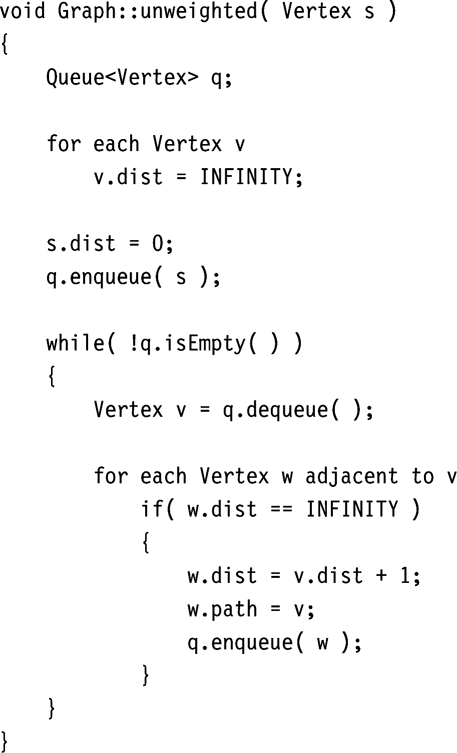 void Graph::unweighted( Vertex s )
{
    Queue<Vertex> q;

    for each Vertex v
        v.dist = INFINITY;

    s.dist = 0;
    q.enqueue( s );

    while( !q.isEmpty( ) )
    {
        Vertex v = q.dequeue( );

        for each Vertex w adjacent to v
            if( w.dist == INFINITY )
            {
                w.dist = v.dist + 1;
                w.path = v;
                q.enqueue( w );
            }
    }
}